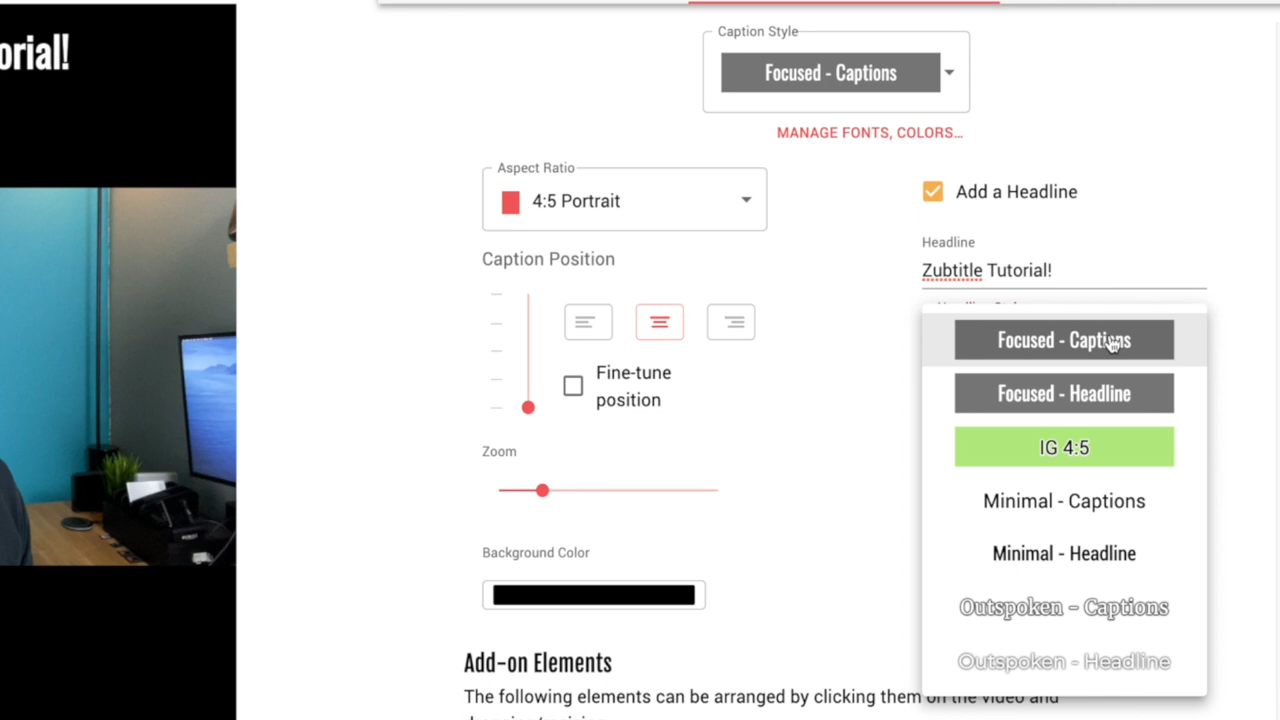 orial!
Caption Style
Focused - Captions
MANAGE FONTS, COLORS...
Aspect Ratio
4:5 Portrait
Add a Headline
Caption Position
Headline
Zubtitle Tutorial!
Fine-tune
position
Focused - Captions
Focused - Headline
IG 4:5
Minimal - Captions
Minimal - Headline
Outspoken - Captions
Outspoken - Headline
Zoom
Background Color
Add-on Elements
The following elements can be arranged by clicking them on the video and